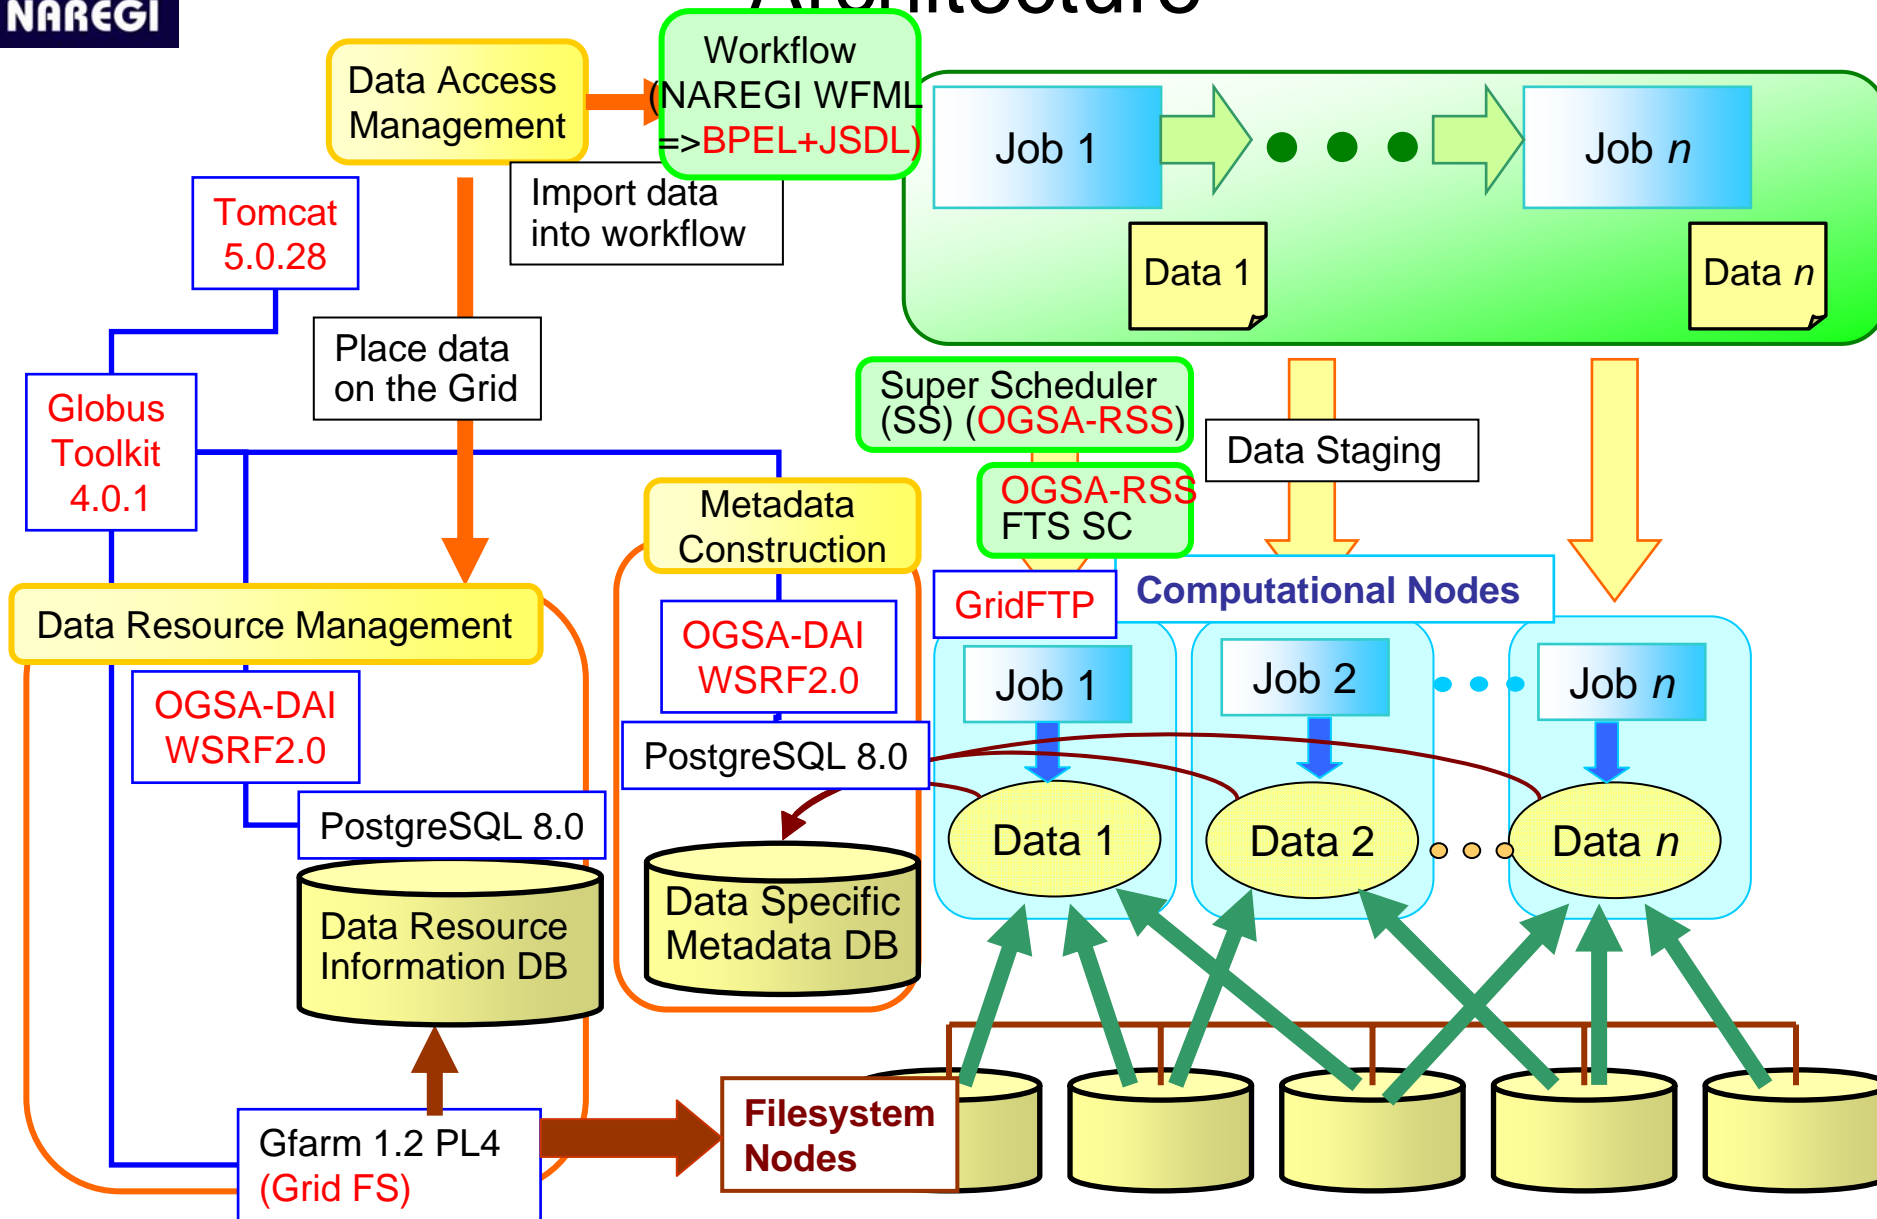 NAREGI
Architecture
Data Access
Management
Workflow
(NAREGI WFML
=>BPEL+JSDL)
Import data
into workflow
Job 1
Job n
Data 1
Data n
Tomcat
5.0.28
Place data
on the Grid
Globus
Toolkit
4.0.1
Super Scheduler
(SS) (OGSA-RSS)
Data Staging
OGSA-RSS
FTS SC
Metadata
Construction
GridFTP
Computational Nodes
Data Resource Management
OGSA-DAI
WSRF2.0
OGSA-DAI
WSRF2.0
Job 1
Job 2
Job n
PostgreSQL 8.0
PostgreSQL 8.0
Data 1
Data 2
Data n
Data Resource
Information DB
Data Specific
Metadata DB
Gfarm 1.2 PL4
(Grid FS)
Filesystem
Nodes